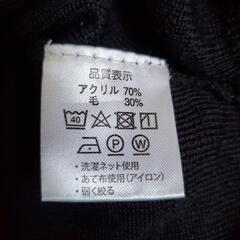 品質表示
アクリル 70%
毛 30%
40
P W
・洗濯ネット使用
・あて布使用(アイロン)
・弱く絞る